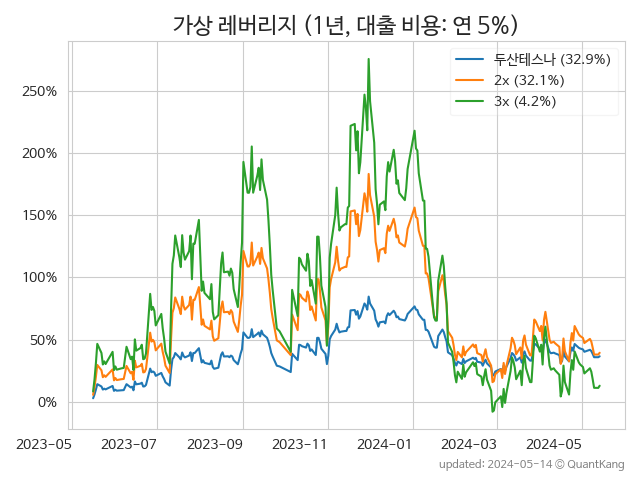 가상 레버리지 (1년, 대출 비용: 연 5%)
두산테스나 (32.9%)
2x (32.1%)
3x (4.2%)
250%
200%
150%
100%
50%
0%
2023-05 2023-07 2023-09 2023-11 2024-01 2024-03 2024-05
updated: 2024-05-14 © QuantKang